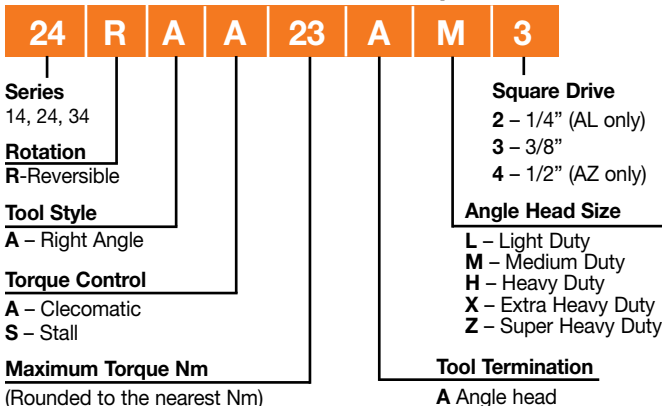 24 R A A 23 A M 3
Series
14, 24, 34
Rotation
R-Reversible
Tool Style
A – Right Angle
Torque Control
A – Clecomatic
S – Stall
Maximum Torque Nm
(Rounded to the nearest Nm)
Square Drive
2 – 1/4” (AL only)
3 – 3/8”
4 – 1/2” (AZ only)
Angle Head Size
L – Light Duty
M – Medium Duty
H – Heavy Duty
X – Extra Heavy Duty
Z – Super Heavy Duty
Tool Termination
A Angle head